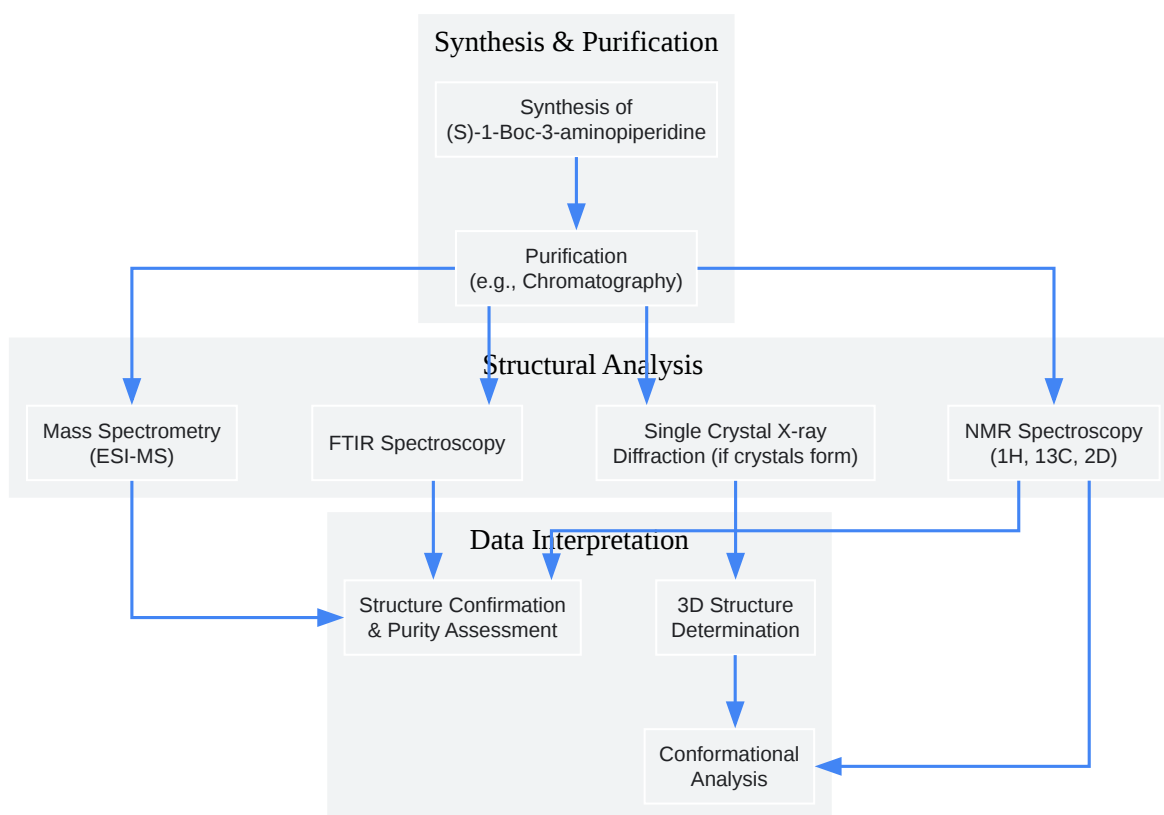 Synthesis & Purification
Synthesis of
(S)-1-Boc-3-aminopiperidine
Purification
(e.g., Chromatography)
Structural Analysis
Mass Spectrometry
(ESI-MS)
FTIR Spectroscopy
Single Crystal X-ray
Diffraction (if crystals form)
NMR Spectroscopy
(1H, 13C, 2D)
Data Interpretation
Structure Confirmation
& Purity Assessment
3D Structure
Determination
Conformational
Analysis